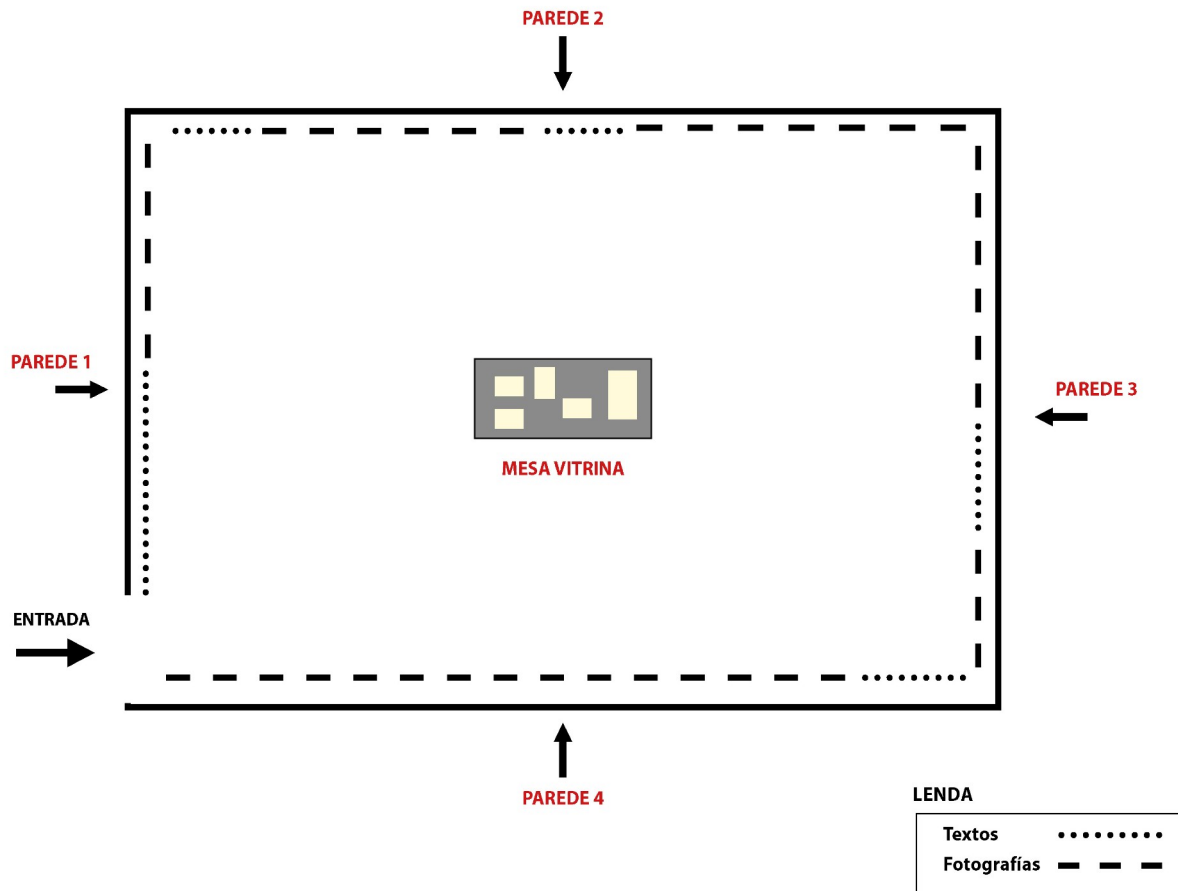 PAREDE 2
PAREDE 1
PAREDE 3
MESA VITRINA
ENTRADA
PAREDE 4
LENDA
Textos
Fotografías